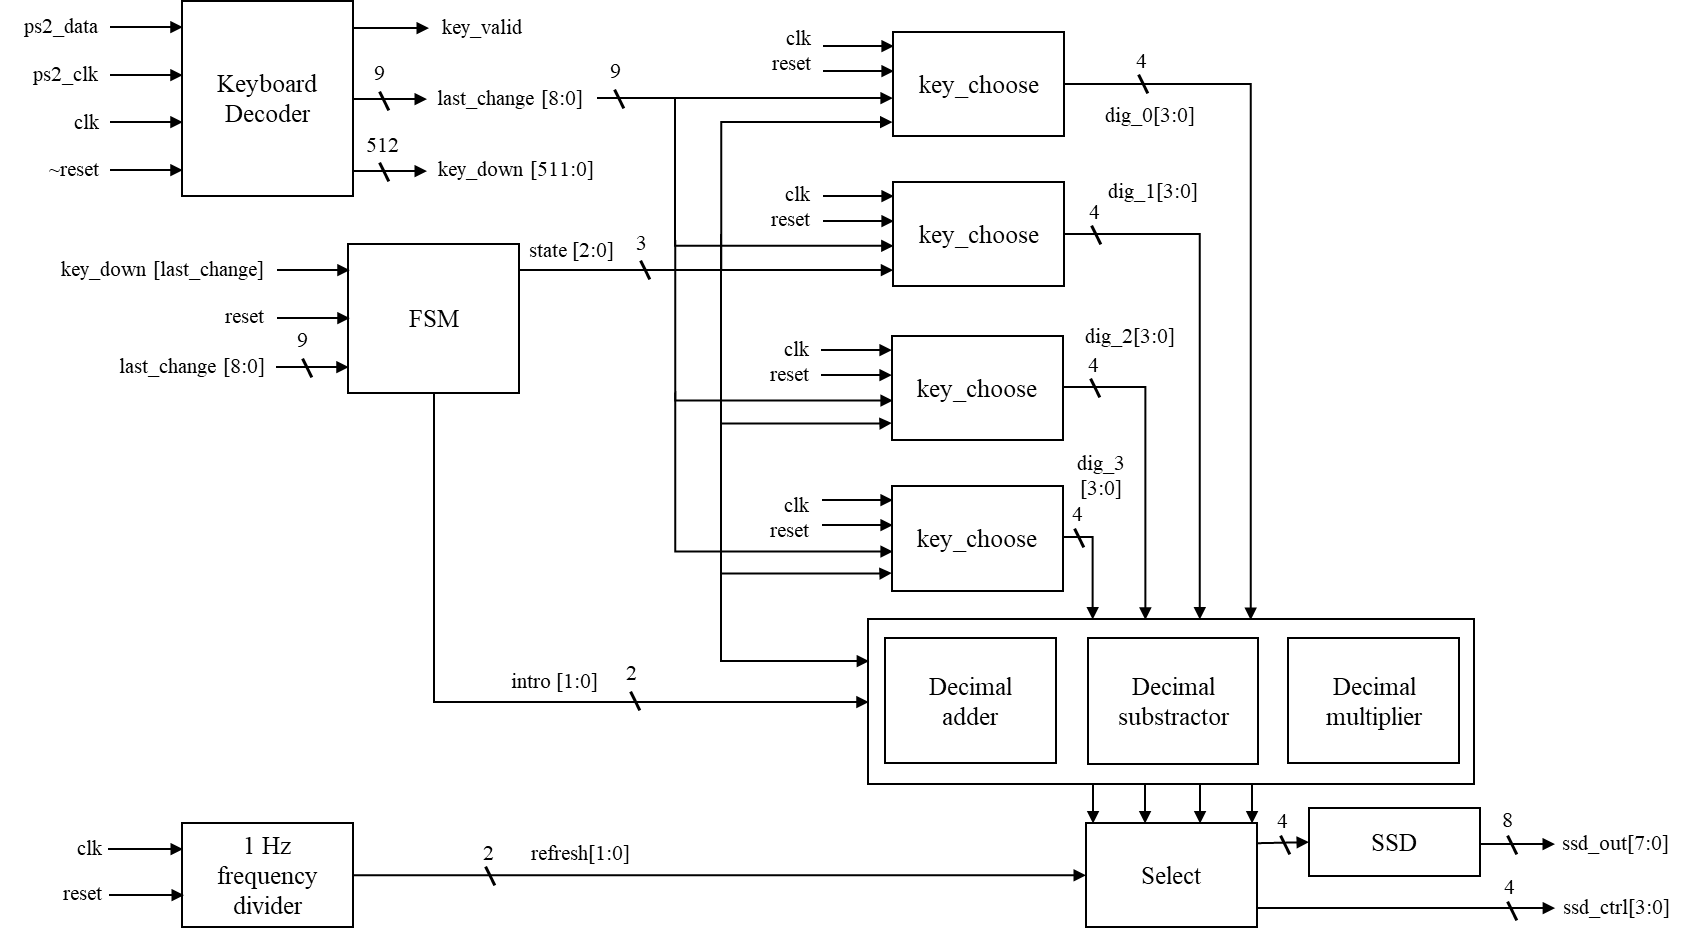 ps2_data
ps2_clk
clk
~reset
Keyboard
Decoder
key_valid
9
last_change [8:0]
512
key_down [511:0]
9
clk
reset
key_choose
4
dig_0[3:0]
clk
reset
key_choose
dig_1[3:0]
4
key_down [last_change]
reset
9
last_change [8:0]
FSM
state [2:0]
3
clk
reset
key_choose
dig_2[3:0]
4
clk
reset
key_choose
dig_3
[3:0]
4
intro [1:0]
2
Decimal
adder
Decimal
substractor
Decimal
multiplier
clk
reset
1 Hz
frequency
divider
2
refresh[1:0]
Select
4
SSD
8
ssd_out[7:0]
4
ssd_ctrl[3:0]